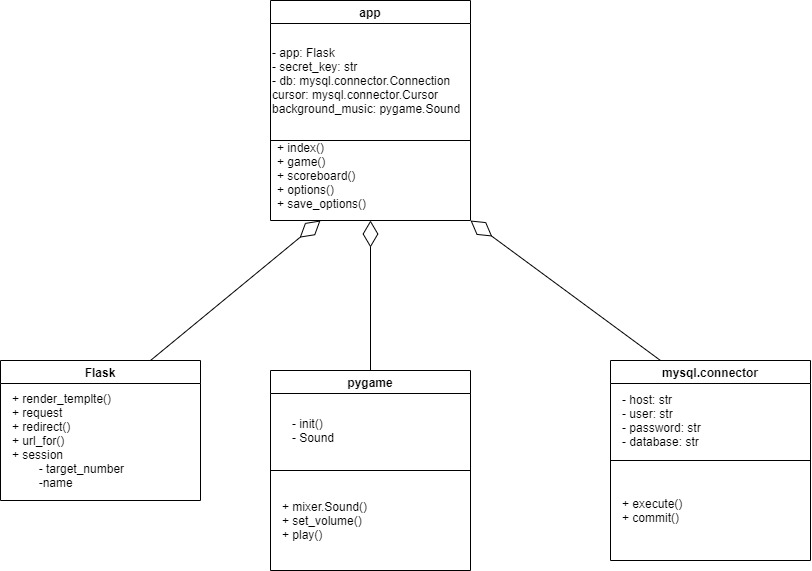 app
- app: Flask
- secret_key: str
- db: mysql.connector.Connection
cursor: mysql.connector.Cursor
background_music: pygame.Sound
+ index()
+ game()
+ scoreboard()
+ options()
+ save_options()
Flask
+ render_templte()
+ request
+ redirect()
+ url_for()
+ session
- target_number
-name
pygame
- init()
- Sound
+ mixer.Sound()
+ set_volume()
+ play()
mysql.connector
- host: str
- user: str
- password: str
- database: str
+ execute()
+ commit()